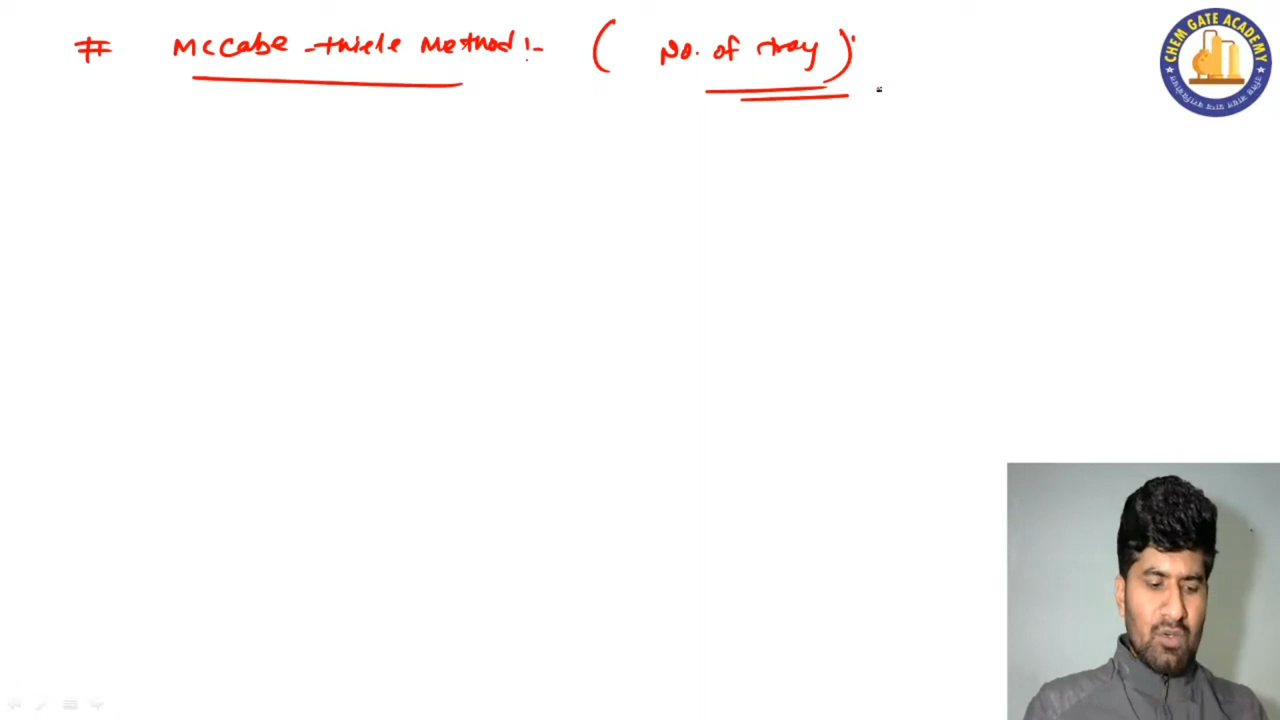 # McCabe-thiele Method :- ( No. of tray )
CHEM GATE ACADEMY